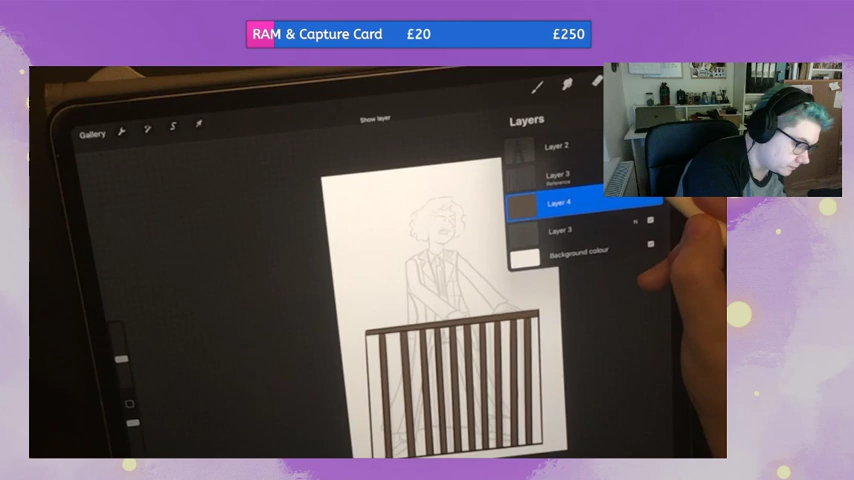 RAM & Capture Card £20 £250
Gallery
S
Show layer
Layers
Layer 2
Layer 3
Reference
Layer 4
Layer 3 N
Background colour